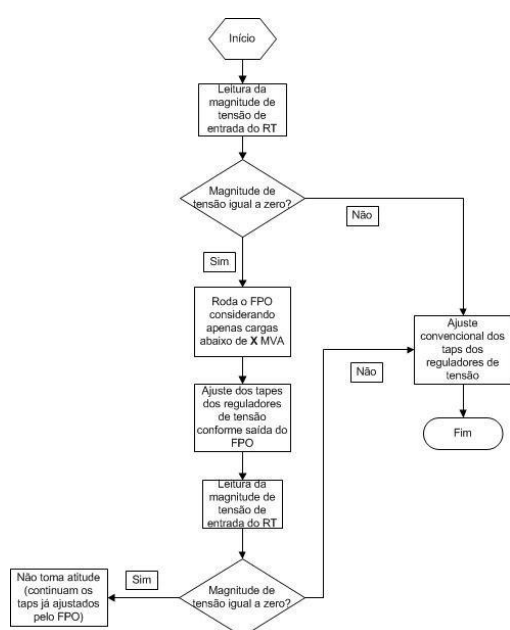 Início
Leitura da
magnitude de
tensão de
entrada do RT
Magnitude de
tensão igual a zero?
Não
Sim
Roda o FPO
considerando
apenas cargas
abaixo de X MVA
Ajuste
convencional dos
taps dos
reguladores de
tensão
Não
Ajuste dos tapes
dos reguladores
de tensão
conforme saída do
FPO
Fim
Leitura da
magnitude de
tensão de
entrada do RT
Não toma atitude
(continuam os
taps já ajustados
pelo FPO)
Sim
Magnitude de
tensão igual a zero?